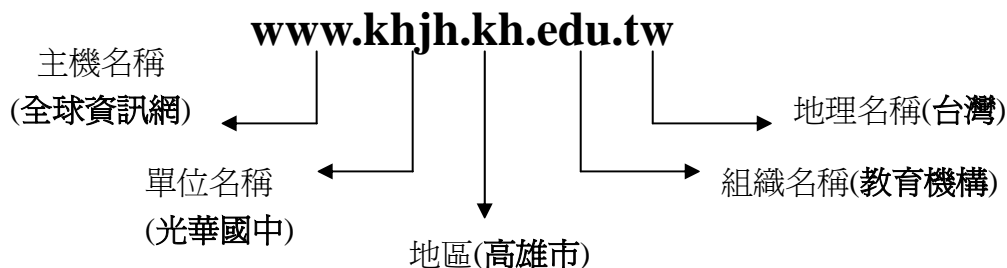 www.khjh.kh.edu.tw
主機名稱
(全球資訊網)
地理名稱(台灣)
單位名稱
(光華國中)
組織名稱(教育機構)
地區(高雄市)